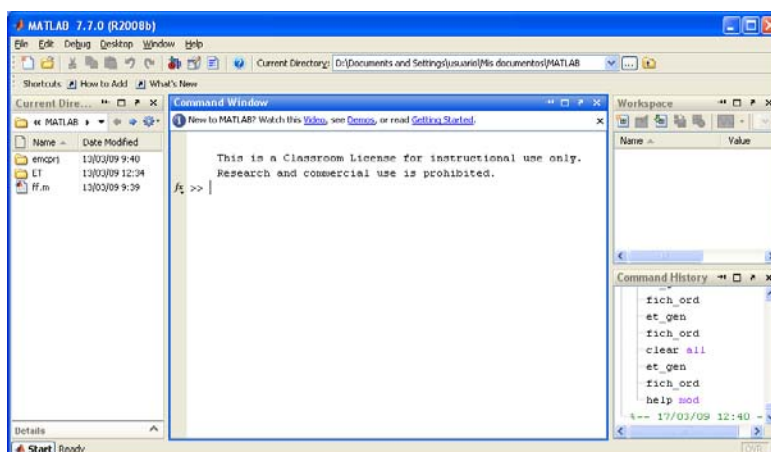 MATLAB 7.7.0 (R2008b)
File Edit Debug Desktop Window Help
Current Directory: D:\Documents and Settings\usuario\Mis documentos\MATLAB
Shortcuts How to Add What's New
Current Dire...
« MATLAB
Name Date Modified
emcprj 13/03/09 9:40
ET 13/03/09 12:34
ff.m 13/03/09 9:39
Details
Command Window
New to MATLAB? Watch this Video, see Demos, or read Getting Started.
This is a Classroom License for instructional use only.
Research and commercial use is prohibited.
fx >>
Workspace
Name Value
Command History
fich_ord
et_gen
fich_ord
clear all
et_gen
fich_ord
help mod
%-- 17/03/09 12:40 -
Start Ready
OVR